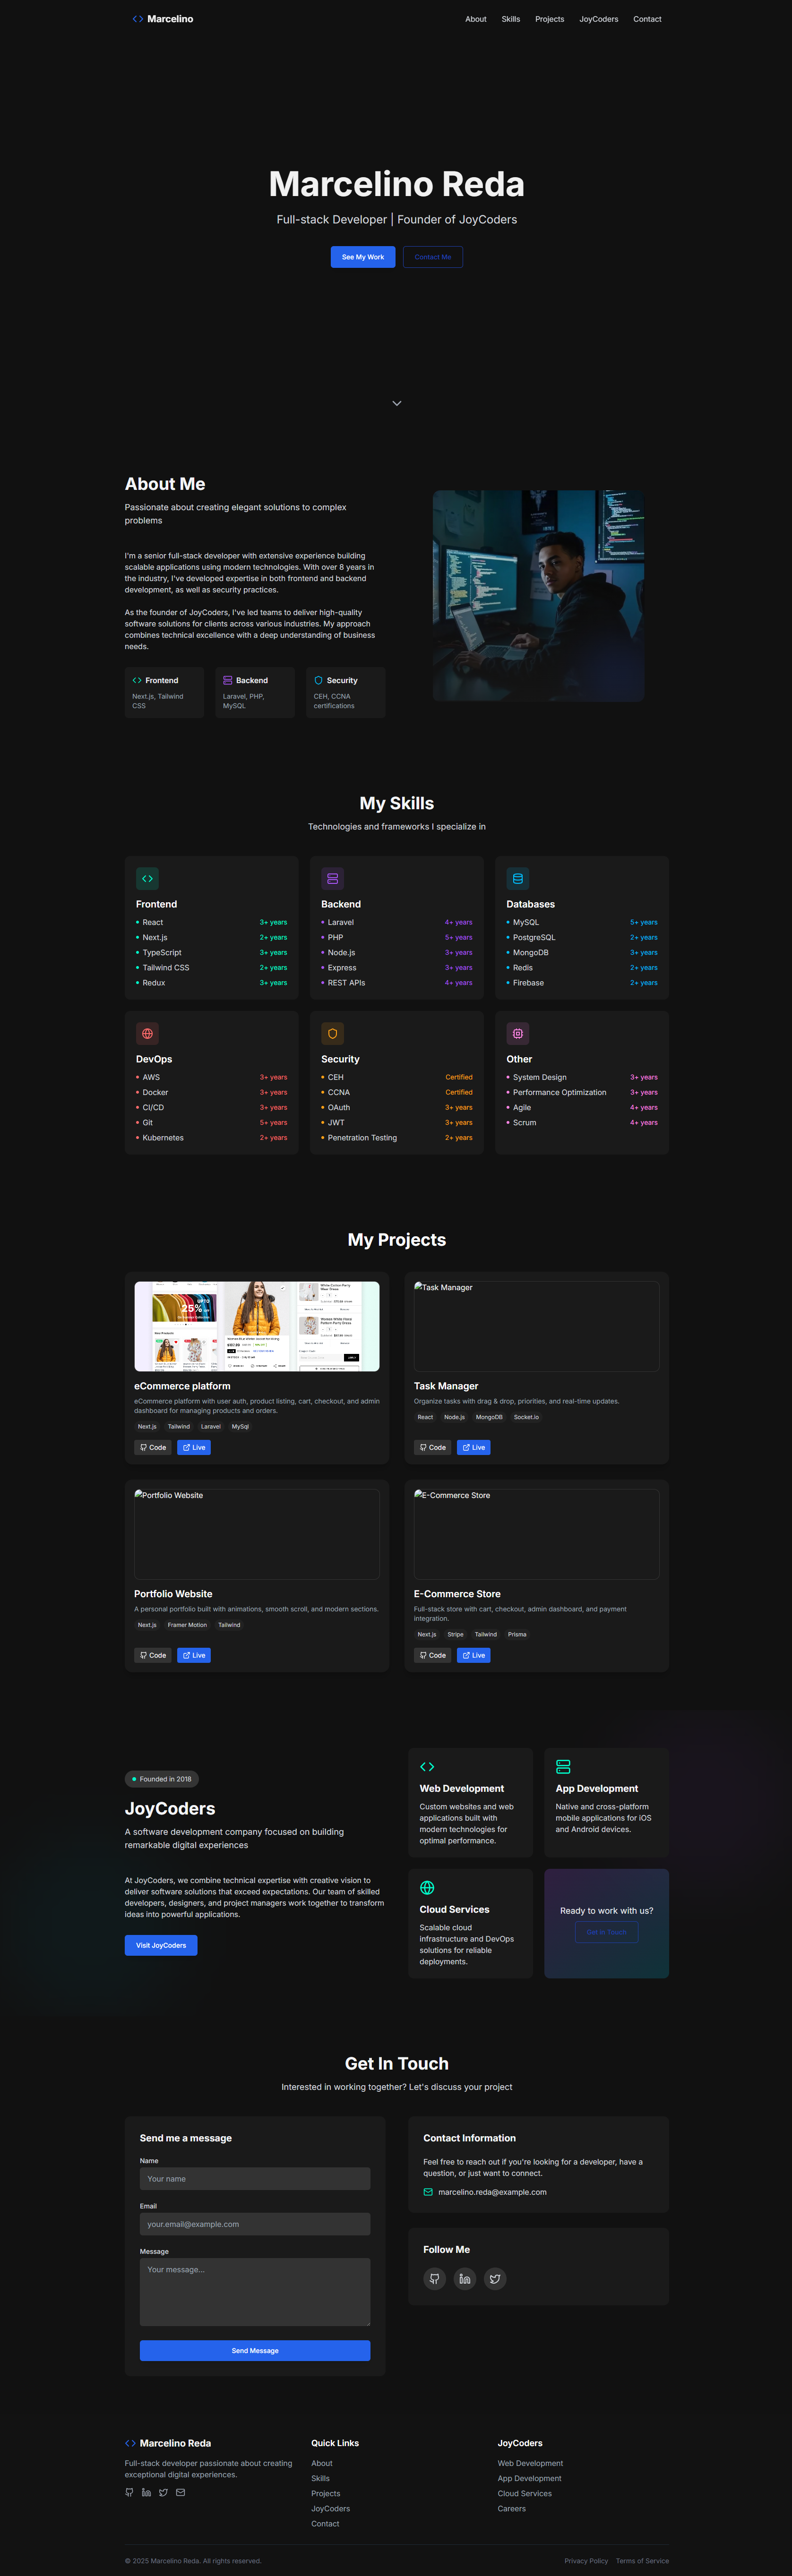 Marcelino
About
Skills
Projects
JoyCoders
Contact
Marcelino Reda
Full-stack Developer | Founder of JoyCoders
See My Work
Contact Me
About Me
Passionate about creating elegant solutions to complex
problems
I'm a senior full-stack developer with extensive experience building
scalable applications using modern technologies. With over 8 years in
the industry, I've developed expertise in both frontend and backend
development, as well as security practices.
As the founder of JoyCoders, I've led teams to deliver high-quality
software solutions for clients across various industries. My approach
combines technical excellence with a deep understanding of business
needs.
Frontend
Next.js, Tailwind
CSS
Backend
Laravel, PHP,
MySQL
Security
CEH, CCNA
certifications
My Skills
Technologies and frameworks I specialize in
Frontend
React 3+ years
Next.js 2+ years
TypeScript 3+ years
Tailwind CSS 2+ years
Redux 3+ years
Backend
Laravel 4+ years
PHP 5+ years
Node.js 3+ years
Express 3+ years
REST APIs 4+ years
Databases
MySQL 5+ years
PostgreSQL 2+ years
MongoDB 3+ years
Redis 2+ years
Firebase 2+ years
DevOps
AWS 3+ years
Docker 3+ years
CI/CD 3+ years
Git 5+ years
Kubernetes 2+ years
Security
CEH Certified
CCNA Certified
OAuth 3+ years
JWT 3+ years
Penetration Testing 2+ years
Other
System Design 3+ years
Performance Optimization 3+ years
Agile 4+ years
Scrum 4+ years
My Projects
25%
eCommerce platform
eCommerce platform with user auth, product listing, cart, checkout, and admin
dashboard for managing products and orders.
Next.js Tailwind Laravel MySql
Code Live
Task Manager
Task Manager
Organize tasks with drag & drop, priorities, and real-time updates.
React Node.js MongoDB Socket.io
Code Live
Portfolio Website
Portfolio Website
A personal portfolio built with animations, smooth scroll, and modern sections.
Next.js Framer Motion Tailwind
Code Live
E-Commerce Store
E-Commerce Store
Full-stack store with cart, checkout, admin dashboard, and payment
integration.
Next.js Stripe Tailwind Prisma
Code Live
Founded in 2018
JoyCoders
A software development company focused on building
remarkable digital experiences
At JoyCoders, we combine technical expertise with creative vision to
deliver software solutions that exceed expectations. Our team of skilled
developers, designers, and project managers work together to transform
ideas into powerful applications.
Visit JoyCoders
Web Development
Custom websites and web
applications built with
modern technologies for
optimal performance.
App Development
Native and cross-platform
mobile applications for iOS
and Android devices.
Cloud Services
Scalable cloud
infrastructure and DevOps
solutions for reliable
deployments.
Ready to work with us?
Get in Touch
Get In Touch
Interested in working together? Let's discuss your project
Send me a message
Name
Your name
Email
your.email@example.com
Message
Your message...
Send Message
Contact Information
Feel free to reach out if you're looking for a developer, have a
question, or just want to connect.
marcelino.reda@example.com
Follow Me
Marcelino Reda
Full-stack developer passionate about creating
exceptional digital experiences.
Quick Links
About
Skills
Projects
JoyCoders
Contact
JoyCoders
Web Development
App Development
Cloud Services
Careers
© 2025 Marcelino Reda. All rights reserved.
Privacy Policy
Terms of Service